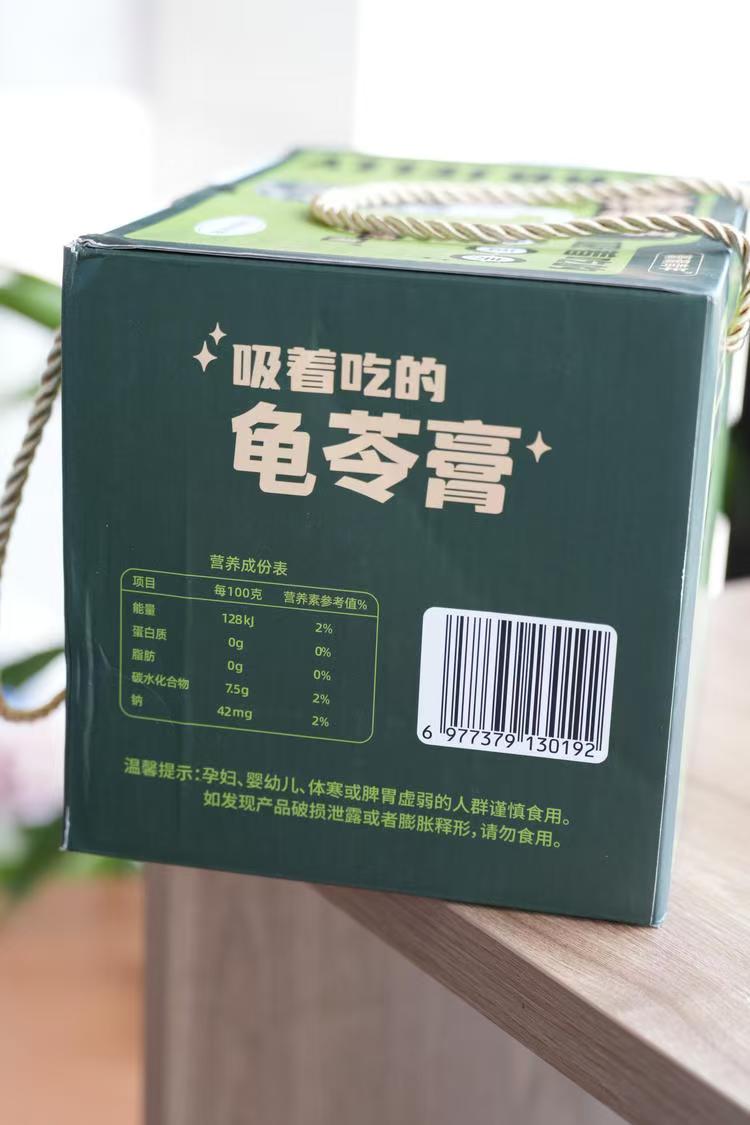 吸着吃的
龟苓膏
营养成份表
项目 每100克 营养素参考值%
能量 128kJ 2%
蛋白质 0g 0%
脂肪 0g 0%
碳水化合物 7.5g 2%
钠 42mg 2%
6 977379 130192
温馨提示：孕妇、婴幼儿、体寒或脾胃虚弱的人群谨慎食用。
如发现产品破损泄露或者膨胀释形，请勿食用。